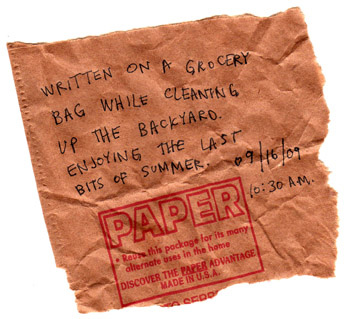 WRITTEN ON A GROCERY
BAG WHILE CLEANING
UP THE BACKYARD.
ENJOYING THE LAST
BITS OF SUMMER. 09/16/09
10:30 A.M.
PAPER
• Reuse this package for its many
alternate uses in the home
DISCOVER THE PAPER ADVANTAGE
MADE IN U.S.A.